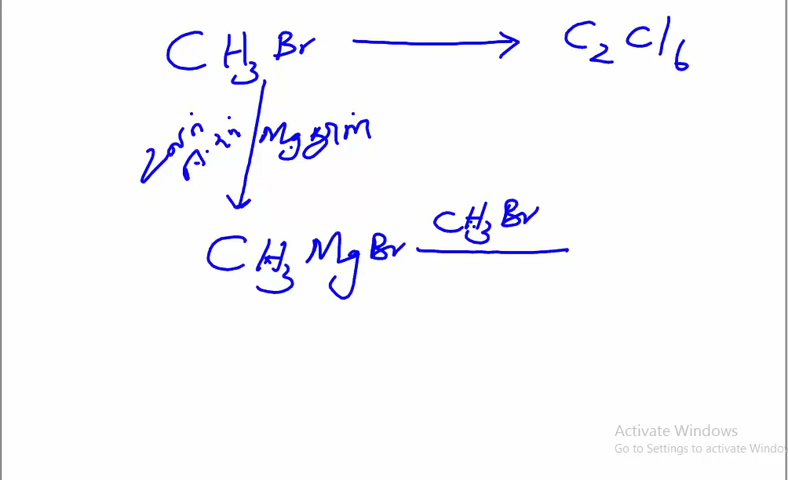 CH3Br ⟶ C2Cl6
Mg
CH3Br
CH3MgBr
Activate Windows
Go to Settings to activate Windo